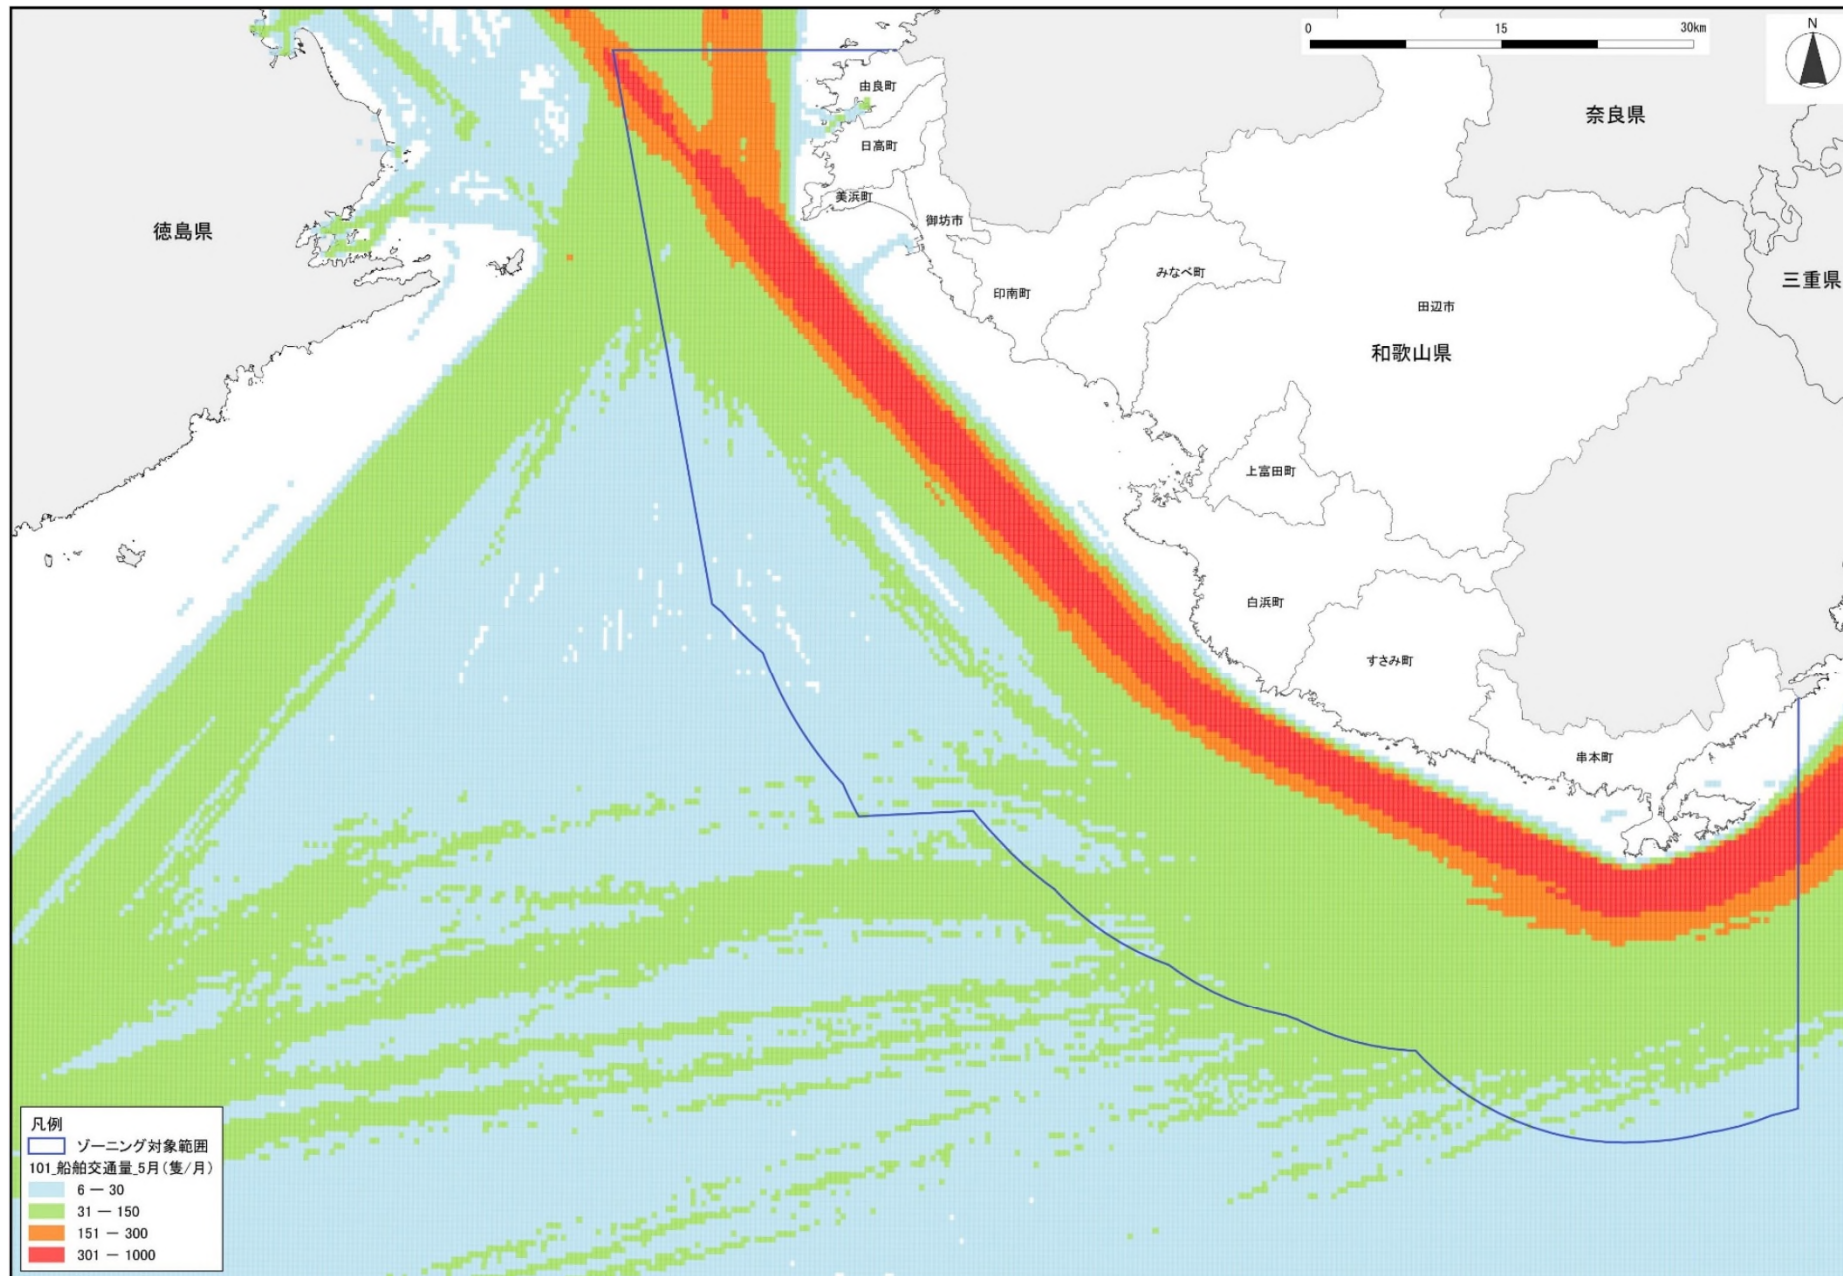 0 15 30km
N
由良町
奈良県
日高町
美浜町
御坊市
徳島県
みなべ町
三重県
印南町
田辺市
和歌山県
上富田町
白浜町
すさみ町
串本町
凡例
ゾーニング対象範囲
101_船舶交通量_5月(隻/月)
6 － 30
31 － 150
151 － 300
301 － 1000